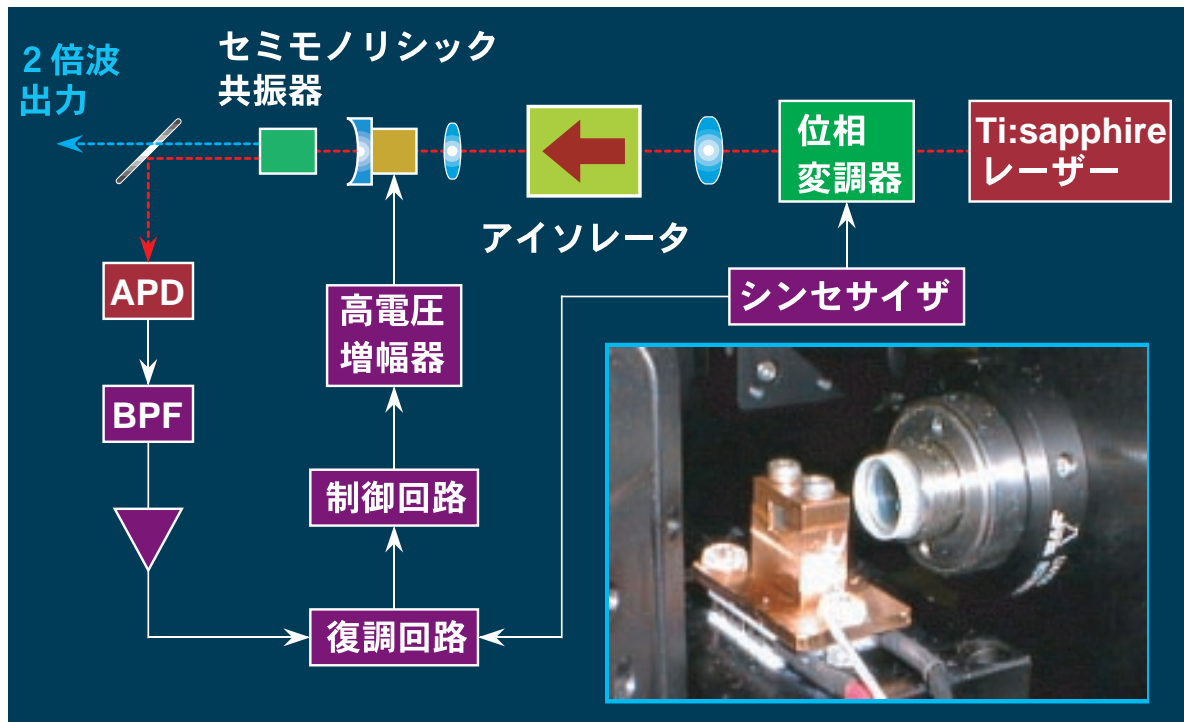 2倍波
出力
セミモノリシック
共振器
位相
変調器
Ti:sapphire
レーザー
アイソレータ
APD
高電圧
増幅器
シンセサイザ
BPF
制御回路
復調回路